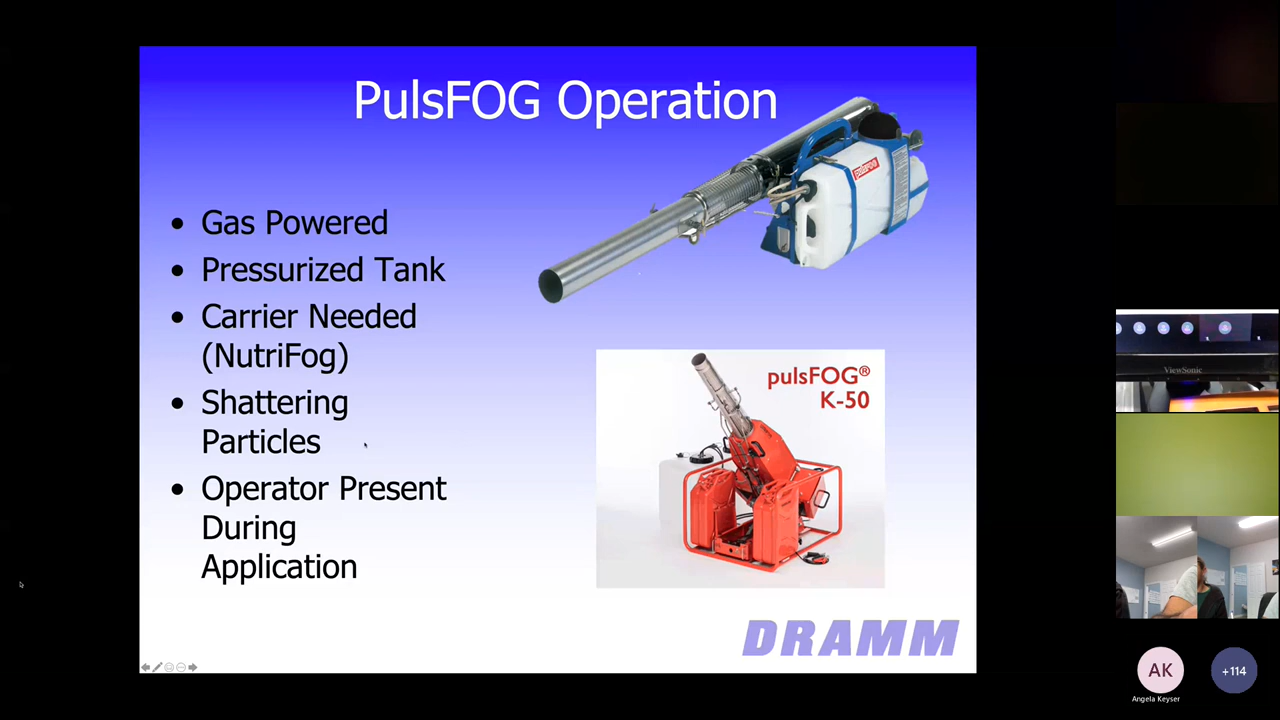 PulsFOG Operation
• Gas Powered
• Pressurized Tank
• Carrier Needed
(NutriFog)
• Shattering
Particles
• Operator Present
During
Application
pulsFOG®
K-50
DRAMM
ViewSonic
AK
Angela Keyser
+114